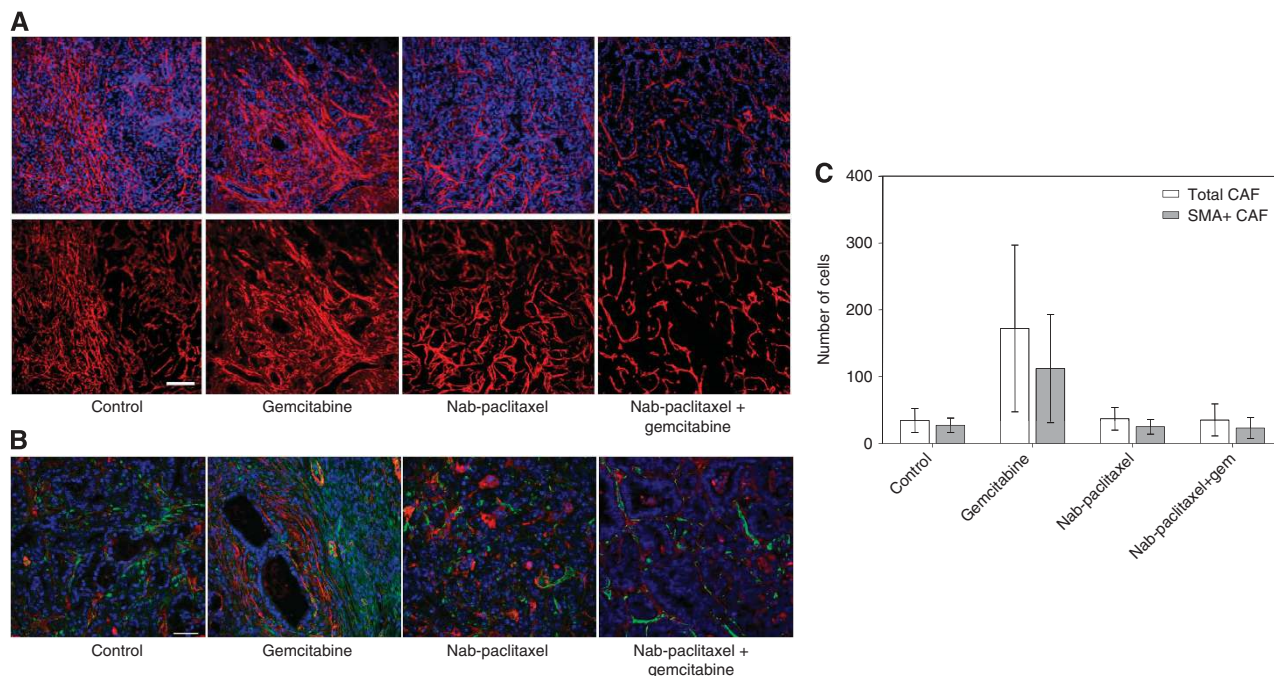 A
Control
Gemcitabine
Nab-paclitaxel
Nab-paclitaxel +
gemcitabine
B
Control
Gemcitabine
Nab-paclitaxel
Nab-paclitaxel +
gemcitabine
C
400
300
200
100
0
Number of cells
Total CAF
SMA+ CAF
Control
Gemcitabine
Nab-paclitaxel
Nab-paclitaxel+gem